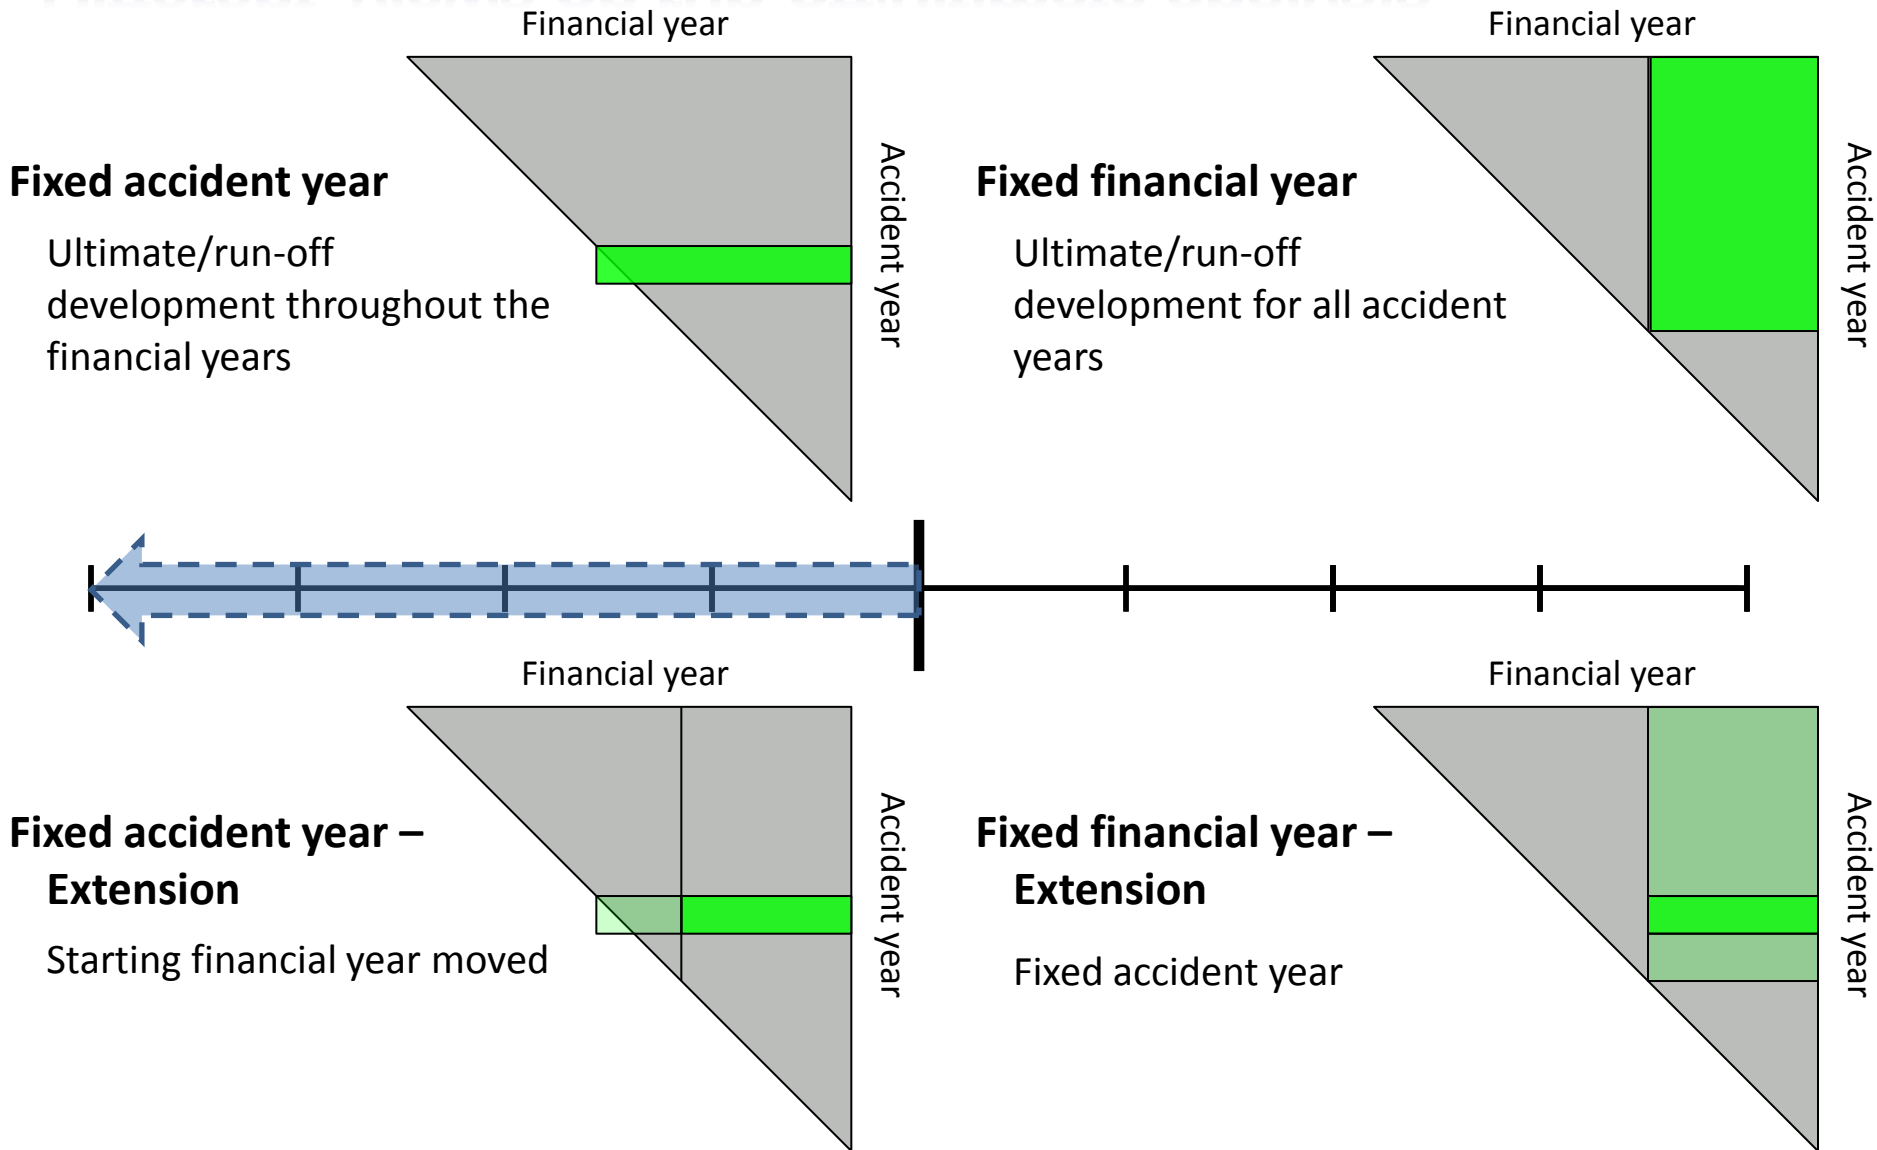 Financial year
Financial year
Fixed accident year
Ultimate/run-off
development throughout the
financial years
Accident year
Fixed financial year
Ultimate/run-off
development for all accident
years
Accident year
Financial year
Financial year
Fixed accident year –
Extension
Starting financial year moved
Accident year
Fixed financial year –
Extension
Fixed accident year
Accident year